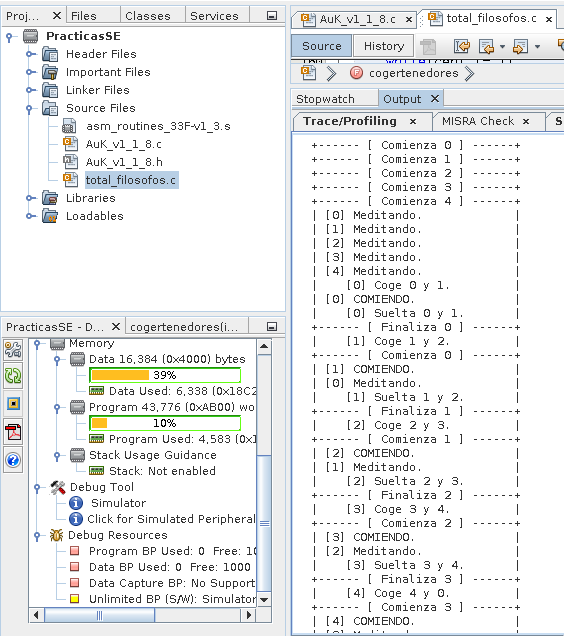 Proj...
Files
Classes
Services
PracticasSE
Header Files
Important Files
Linker Files
Source Files
asm_routines_33F-v1_3.s
AuK_v1_1_8.c
AuK_v1_1_8.h
total_filosofos.c
Libraries
Loadables
PracticasSE - D...
cogertenedores(i...
Memory
Data 16,384 (0x4000) bytes
39%
Data Used: 6,338 (0x18C2
Program 43,776 (0xAB00) wo
10%
Program Used: 4,583 (0x1
Stack Usage Guidance
Stack: Not enabled
Debug Tool
Simulator
Click for Simulated Peripheral
Debug Resources
Program BP Used: 0 Free: 10
Data BP Used: 0 Free: 1000
Data Capture BP: No Support
Unlimited BP (S/W): Simulator
AuK_v1_1_8.c
total_filosofos.c
Source
History
cogertenedores
Stopwatch
Output
Trace/Profiling
MISRA Check
S
+------ [ Comienza 0 ] ------+
+------ [ Comienza 1 ] ------+
+------ [ Comienza 2 ] ------+
+------ [ Comienza 3 ] ------+
+------ [ Comienza 4 ] ------+
| [0] Meditando. |
| [1] Meditando. |
| [2] Meditando. |
| [3] Meditando. |
| [4] Meditando. |
| [0] Coge 0 y 1. |
| [0] COMIENDO. |
| [0] Suelta 0 y 1. |
+------ [ Finaliza 0 ] ------+
| [1] Coge 1 y 2. |
+------ [ Comienza 0 ] ------+
| [1] COMIENDO. |
| [0] Meditando. |
| [1] Suelta 1 y 2. |
+------ [ Finaliza 1 ] ------+
| [2] Coge 2 y 3. |
+------ [ Comienza 1 ] ------+
| [2] COMIENDO. |
| [1] Meditando. |
| [2] Suelta 2 y 3. |
+------ [ Finaliza 2 ] ------+
| [3] Coge 3 y 4. |
+------ [ Comienza 2 ] ------+
| [3] COMIENDO. |
| [2] Meditando. |
| [3] Suelta 3 y 4. |
+------ [ Finaliza 3 ] ------+
| [4] Coge 4 y 0. |
+------ [ Comienza 3 ] ------+
| [4] COMIENDO. |